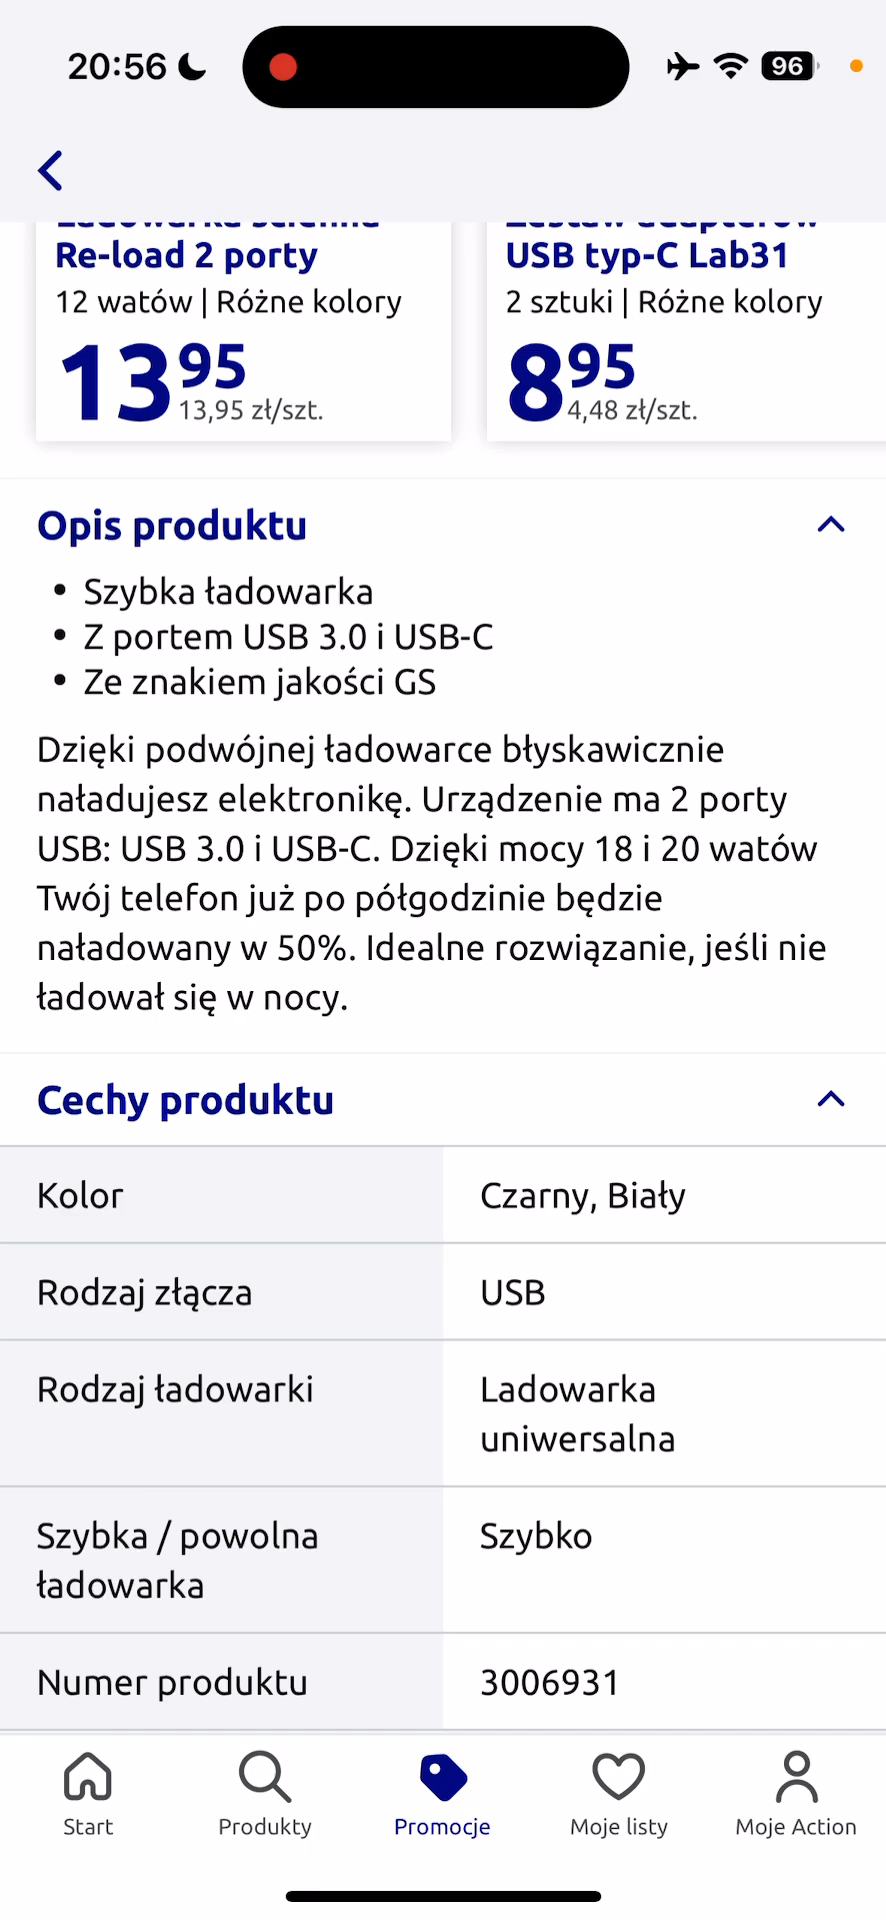 20:56
96
Re-load 2 porty
12 watów | Różne kolory
13 95
13,95 zł/szt.
USB typ-C Lab31
2 sztuki | Różne kolory
8 95
4,48 zł/szt.
Opis produktu
• Szybka ładowarka
• Z portem USB 3.0 i USB-C
• Ze znakiem jakości GS
Dzięki podwójnej ładowarce błyskawicznie
naładujesz elektronikę. Urządzenie ma 2 porty
USB: USB 3.0 i USB-C. Dzięki mocy 18 i 20 watów
Twój telefon już po półgodzinie będzie
naładowany w 50%. Idealne rozwiązanie, jeśli nie
ładował się w nocy.
Cechy produktu
Kolor Czarny, Biały
Rodzaj złącza USB
Rodzaj ładowarki Ladowarka
uniwersalna
Szybka / powolna Szybko
ładowarka
Numer produktu 3006931
Start Produkty Promocje Moje listy Moje Action